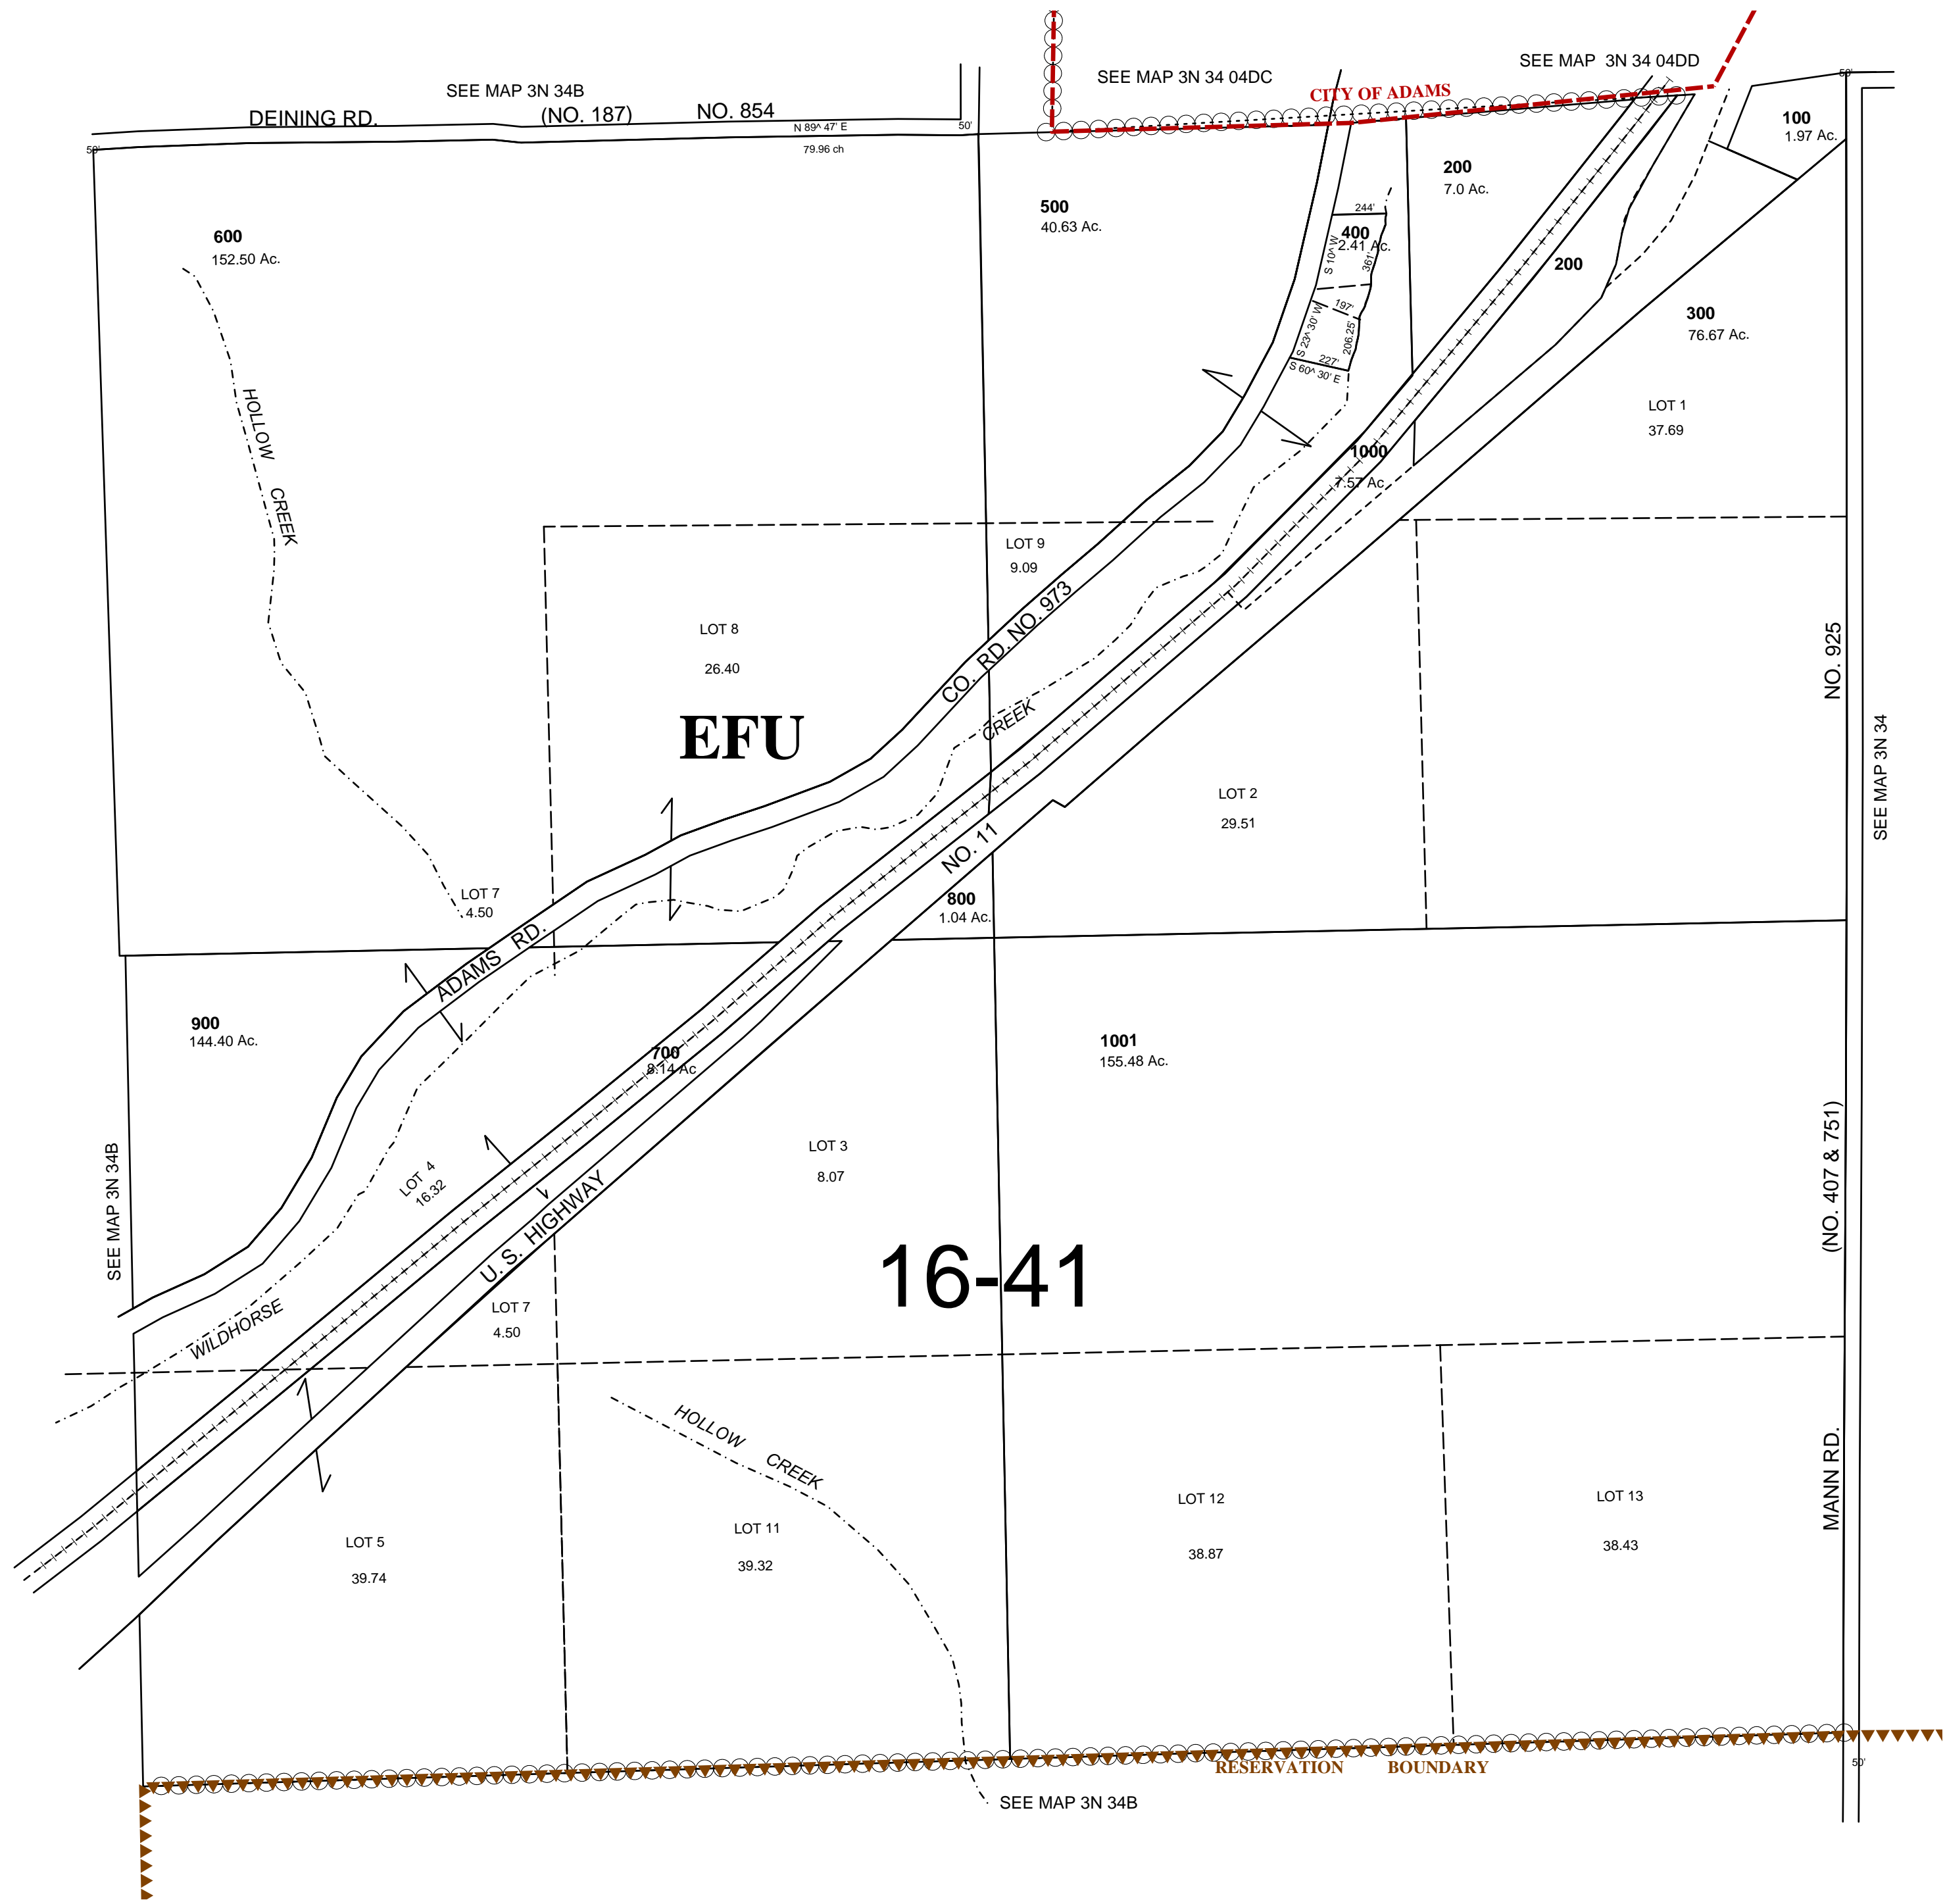 SEE MAP 3N 34B
DEINING RD. (NO. 187) NO. 854
N 89^ 47' E
79.96 ch
50'
50'
SEE MAP 3N 34 04DC
CITY OF ADAMS
SEE MAP 3N 34 04DD
50'
100
1.97 Ac.
200
7.0 Ac.
500
40.63 Ac.
600
152.50 Ac.
244'
400
2.41 Ac.
S 10^ W
361'
197'
S 23^ 30' W
206.25'
227'
S 60^ 30' E
200
300
76.67 Ac.
LOT 1
37.69
HOLLOW CREEK
1000
7.57 Ac
LOT 9
9.09
LOT 8
26.40
EFU
CO. RD. NO. 973
CREEK
NO. 925
SEE MAP 3N 34
LOT 2
29.51
NO. 11
800
1.04 Ac.
LOT 7
4.50
ADAMS RD.
900
144.40 Ac.
700
8.14 Ac
1001
155.48 Ac.
SEE MAP 3N 34B
LOT 4
16.32
LOT 3
8.07
U. S. HIGHWAY
(NO. 407 & 751)
16-41
WILDHORSE
LOT 7
4.50
HOLLOW CREEK
MANN RD.
LOT 5
39.74
LOT 11
39.32
LOT 12
38.87
LOT 13
38.43
RESERVATION BOUNDARY
50'
SEE MAP 3N 34B